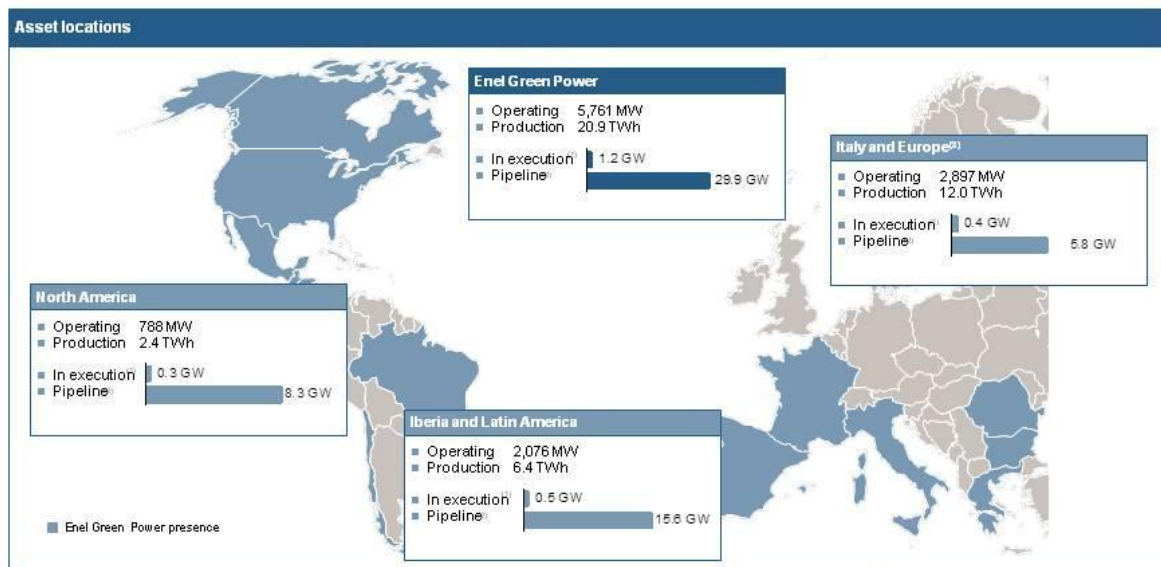 Asset locations
Enel Green Power
Operating 5,761 MW
Production 20.9 TWh
In execution 1.2 GW
Pipeline 29.9 GW
Italy and Europe(3)
Operating 2,897 MW
Production 12.0 TWh
In execution 0.4 GW
Pipeline 5.8 GW
North America
Operating 788 MW
Production 2.4 TWh
In execution 0.3 GW
Pipeline 8.3 GW
Iberia and Latin America
Operating 2,076 MW
Production 6.4 TWh
In execution 0.5 GW
Pipeline 15.6 GW
Enel Green Power presence